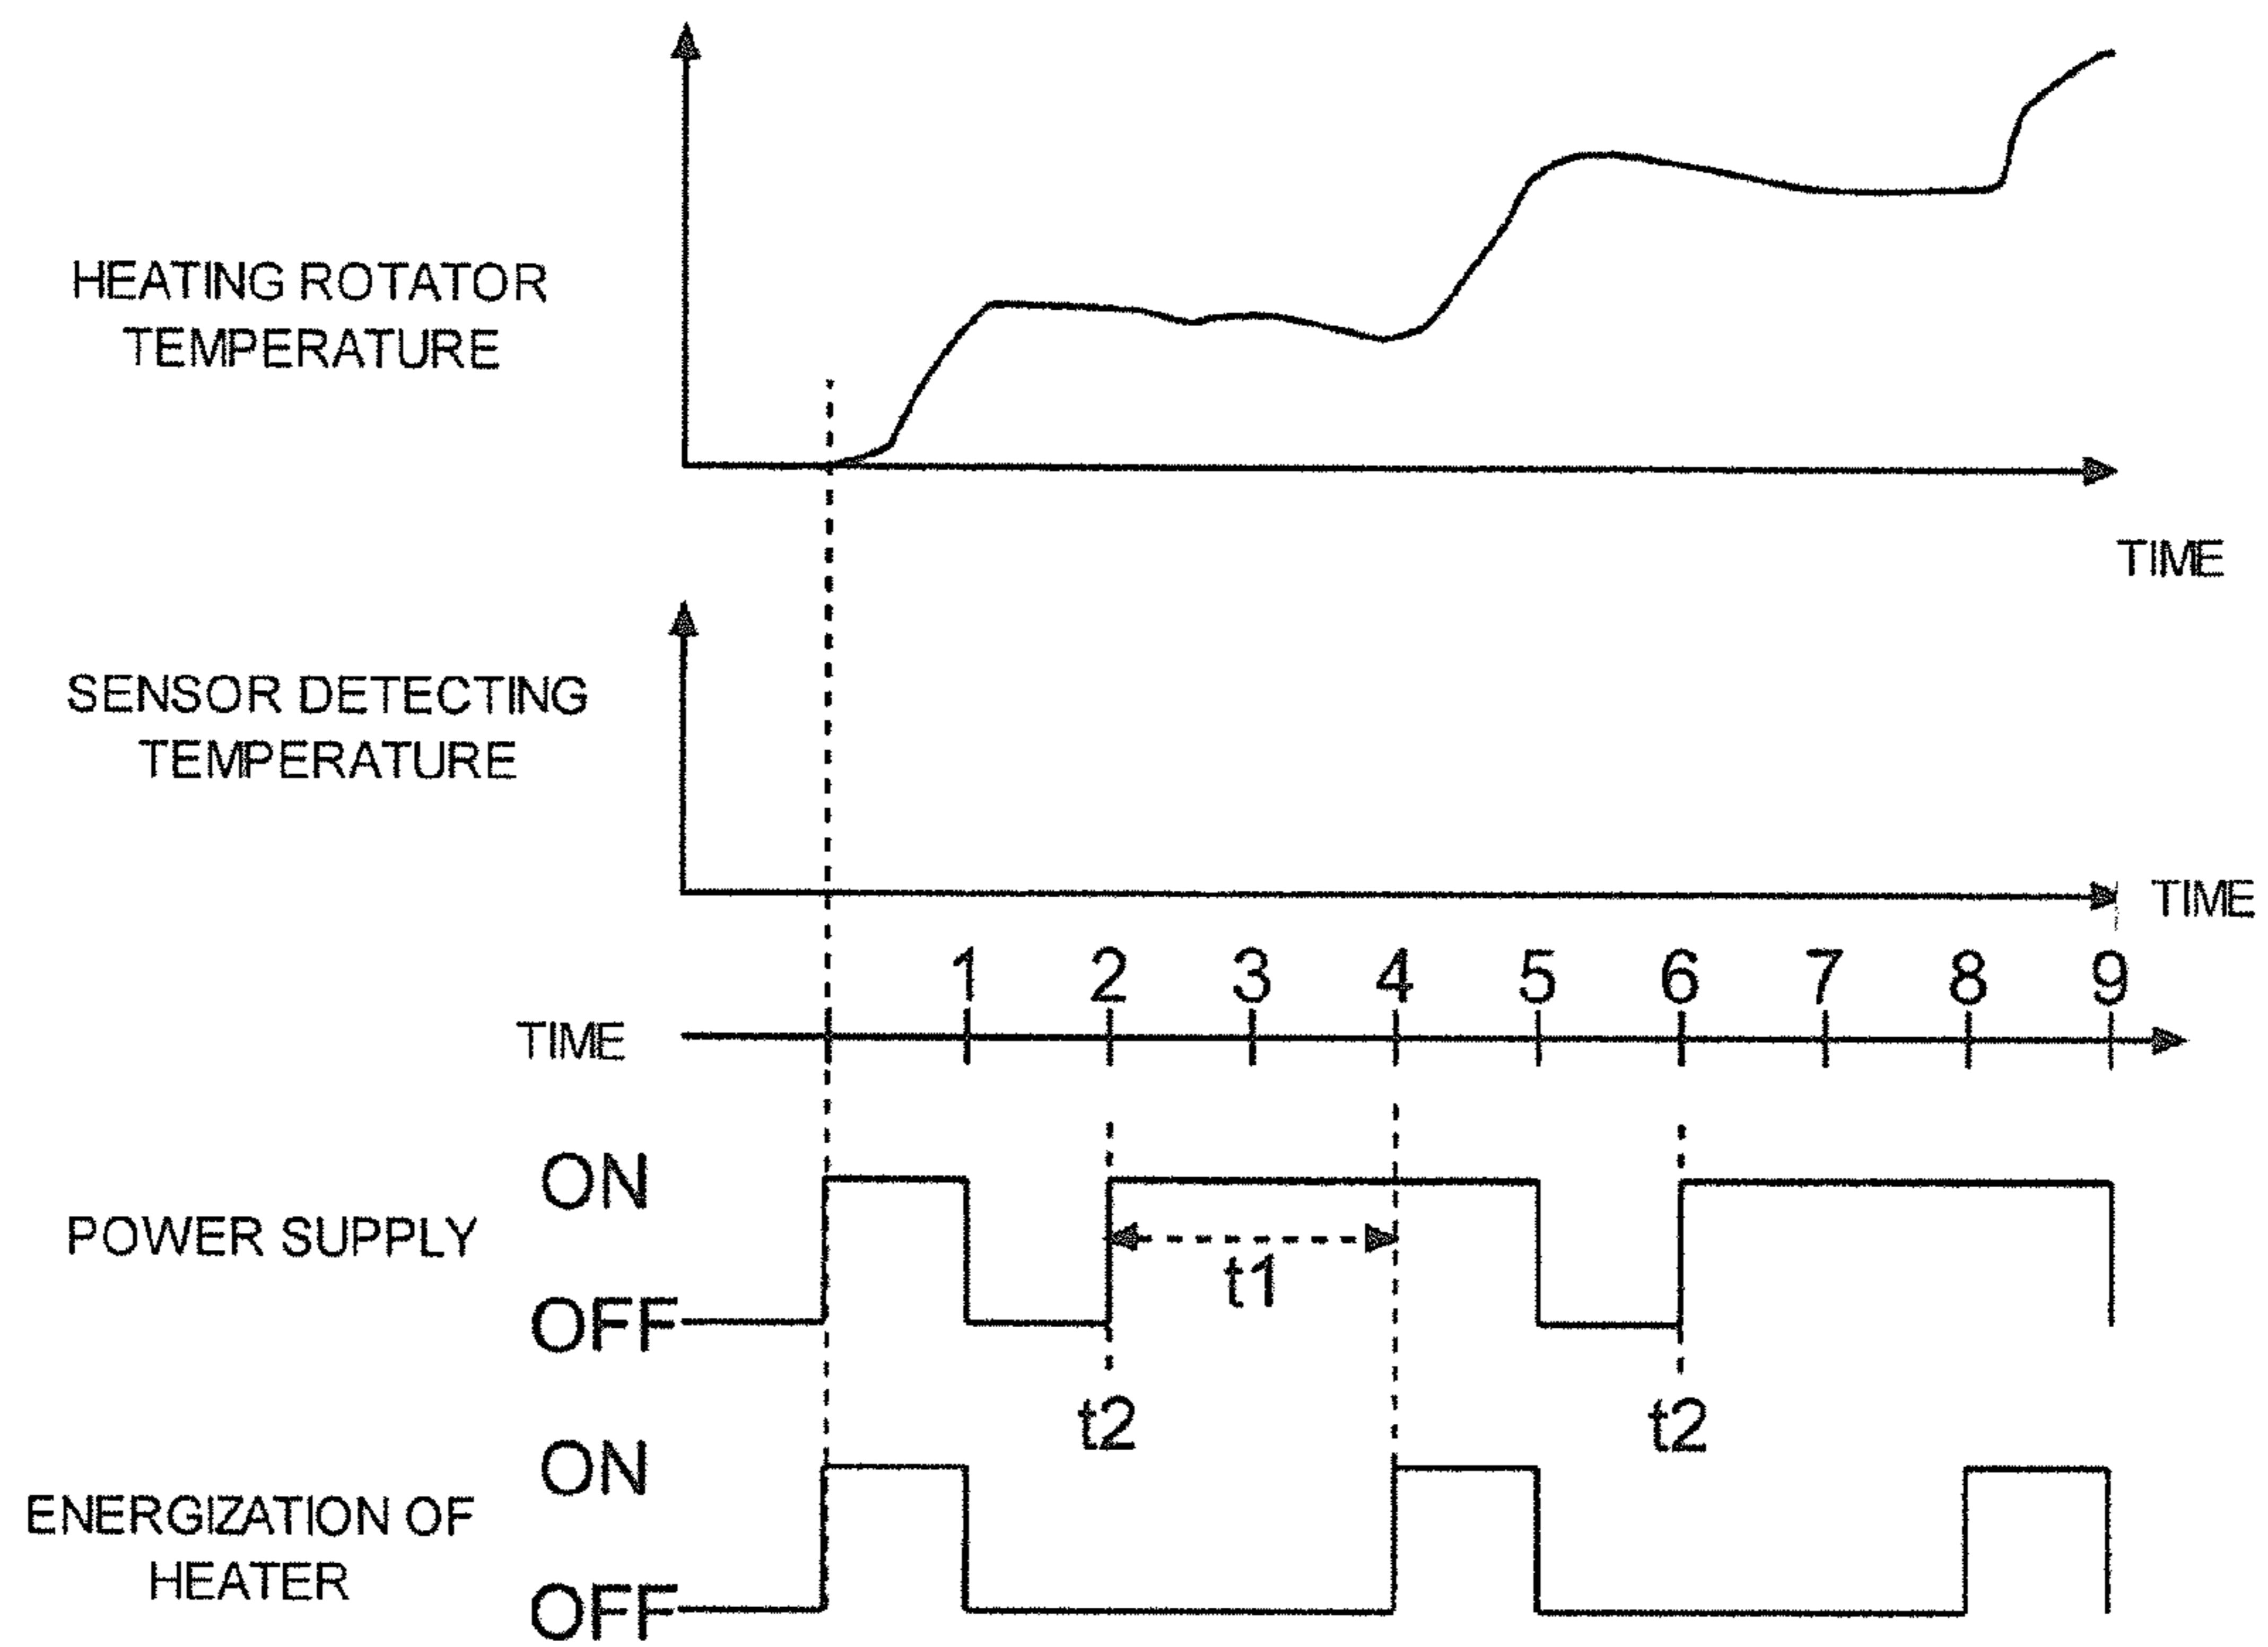 HEATING ROTATOR
TEMPERATURE
TIME
SENSOR DETECTING
TEMPERATURE
TIME
1 2 3 4 5 6 7 8 9
TIME
ON
POWER SUPPLY
t1
OFF
t2 t2
ON
ENERGIZATION OF
HEATER
OFF